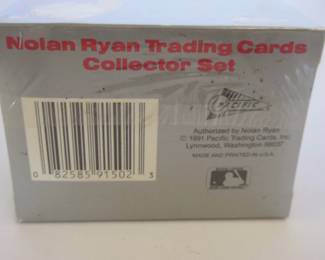 Nolan Ryan Trading Cards
Collector Set
PACIFIC
Authorized by Nolan Ryan
© 1991 Pacific Trading Cards, Inc.
Lynnwood, Washington 98037
MADE AND PRINTED IN U.S.A.
0 82585 91502 3